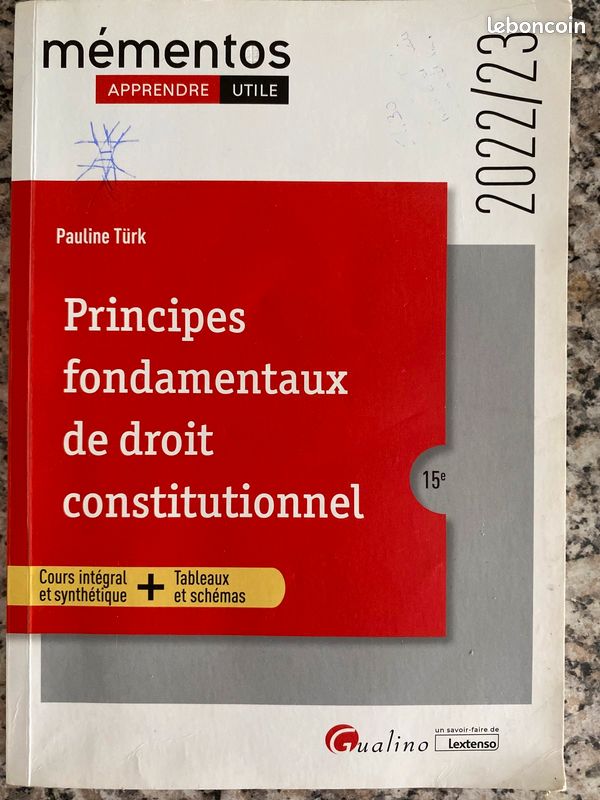 leboncoin
mémentos
APPRENDRE UTILE
2022/23
Pauline Türk
Principes
fondamentaux
de droit
constitutionnel
15e
Cours intégral
et synthétique + Tableaux
et schémas
Gualino
un savoir-faire de
Lextenso